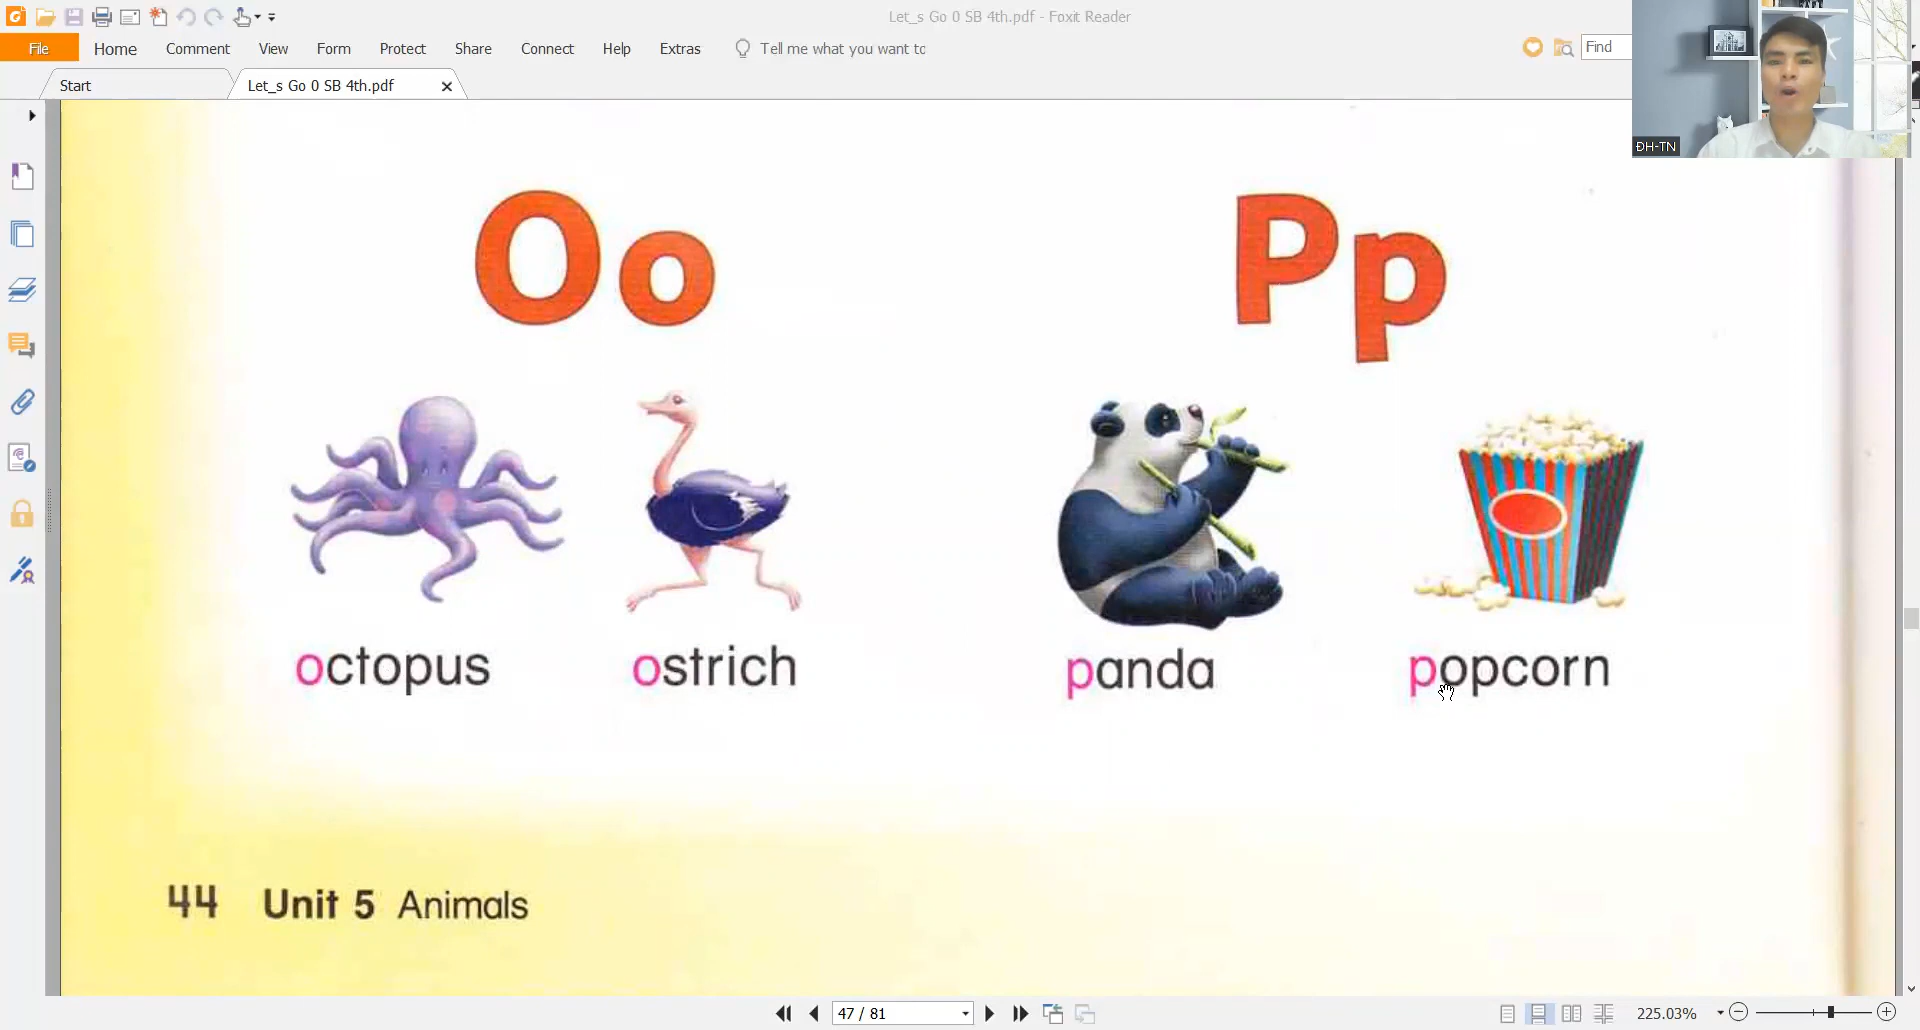 Let_s Go 0 SB 4th.pdf - Foxit Reader
File Home Comment View Form Protect Share Connect Help Extras Tell me what you want to Find
Start Let_s Go 0 SB 4th.pdf
ĐH-TN
Oo Pp
octopus ostrich panda popcorn
44 Unit 5 Animals
47 / 81 225.03%